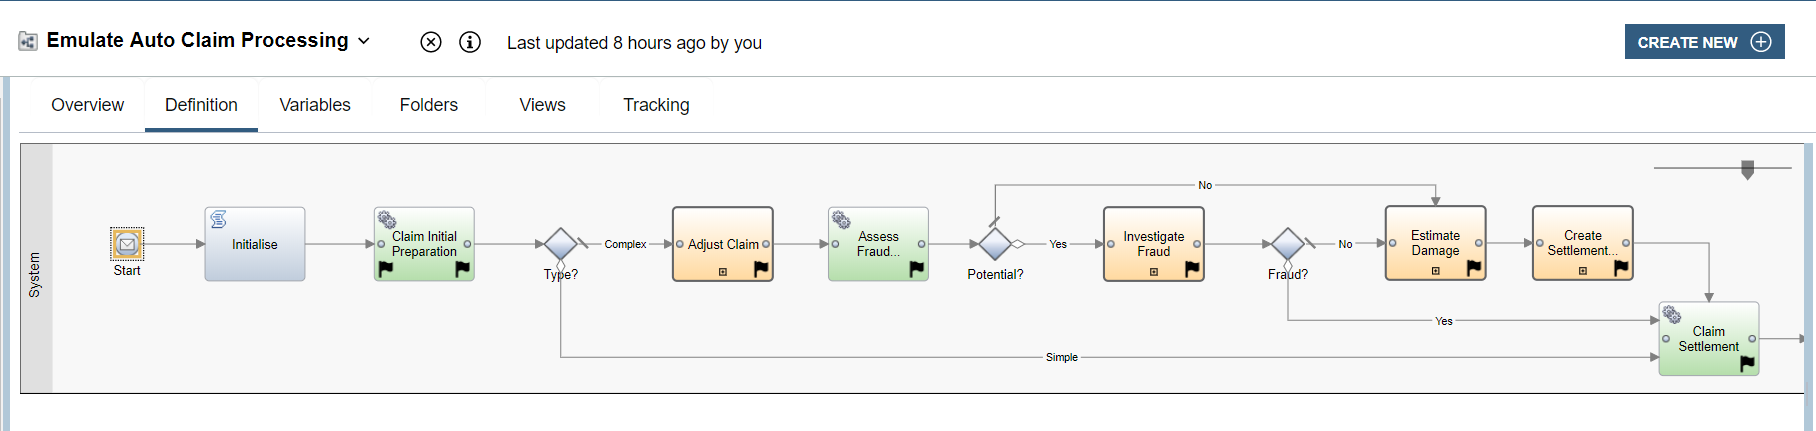 Emulate Auto Claim Processing
Last updated 8 hours ago by you
CREATE NEW
Overview
Definition
Variables
Folders
Views
Tracking
System
Start
Initialise
Claim Initial
Preparation
Type?
Complex
Adjust Claim
Assess
Fraud...
Potential?
No
Yes
Investigate
Fraud
Fraud?
No
Estimate
Damage
Create
Settlement...
Yes
Simple
Claim
Settlement